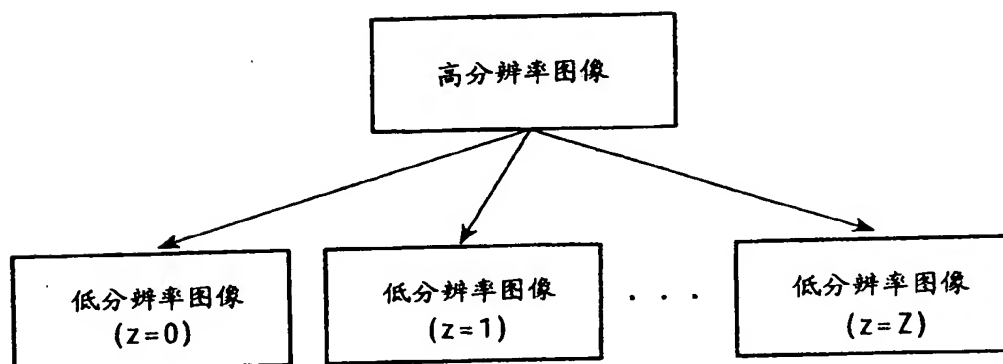 高分辨率图像
低分辨率图像
(z=0)
低分辨率图像
(z=1)
. . .
低分辨率图像
(z=Z)